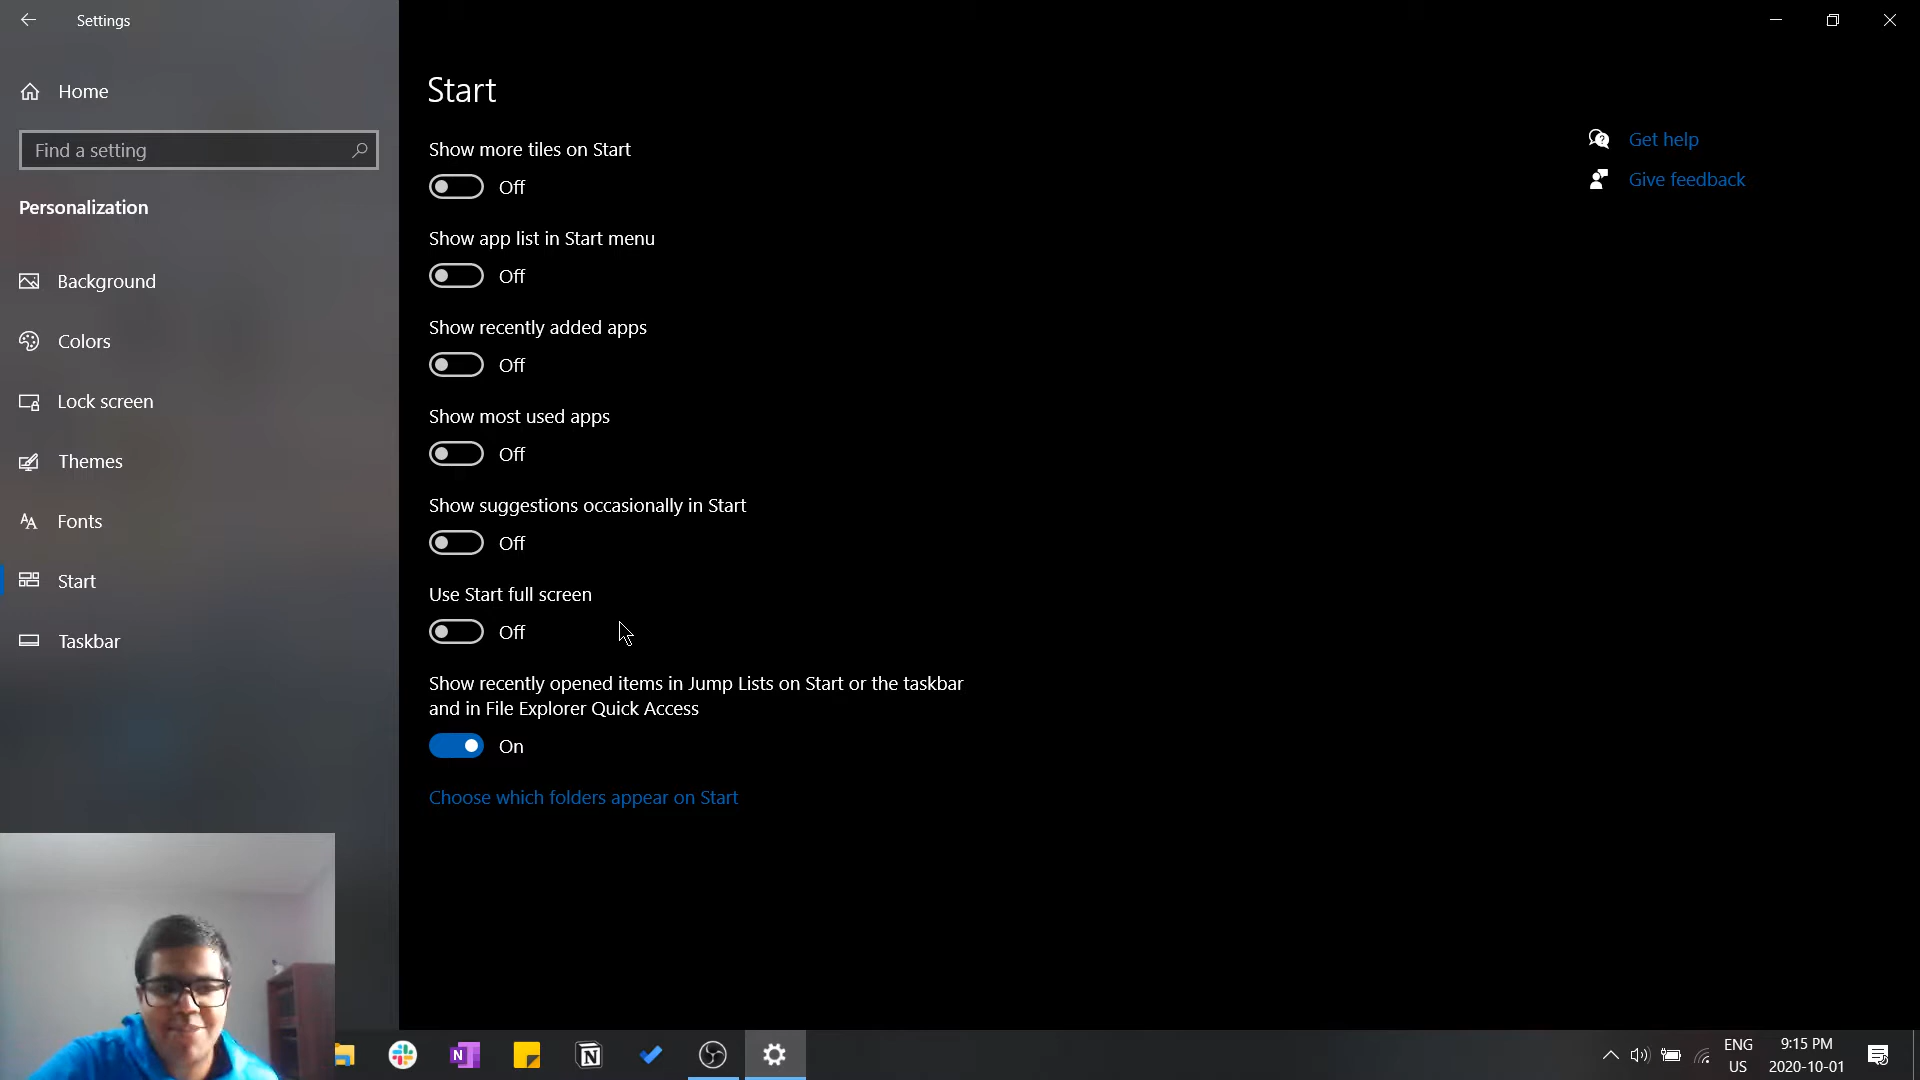 Settings
Home
Find a setting
Personalization
Background
Colors
Lock screen
Themes
Fonts
Start
Taskbar
Start
Show more tiles on Start
Off
Show app list in Start menu
Off
Show recently added apps
Off
Show most used apps
Off
Show suggestions occasionally in Start
Off
Use Start full screen
Off
Show recently opened items in Jump Lists on Start or the taskbar
and in File Explorer Quick Access
On
Choose which folders appear on Start
Get help
Give feedback
ENG
US
9:15 PM
2020-10-01